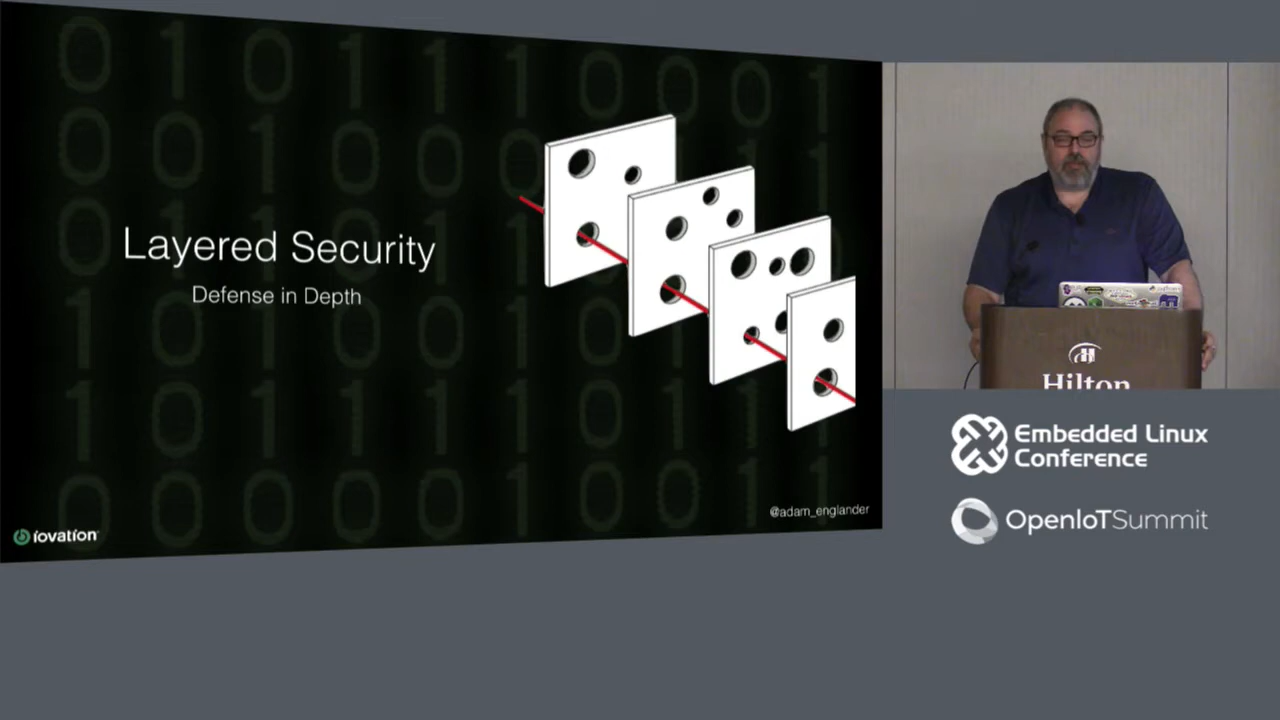 Layered Security
Defense in Depth
@adam_englander
iovation
Hilton
Embedded Linux
Conference
OpenIoTSummit